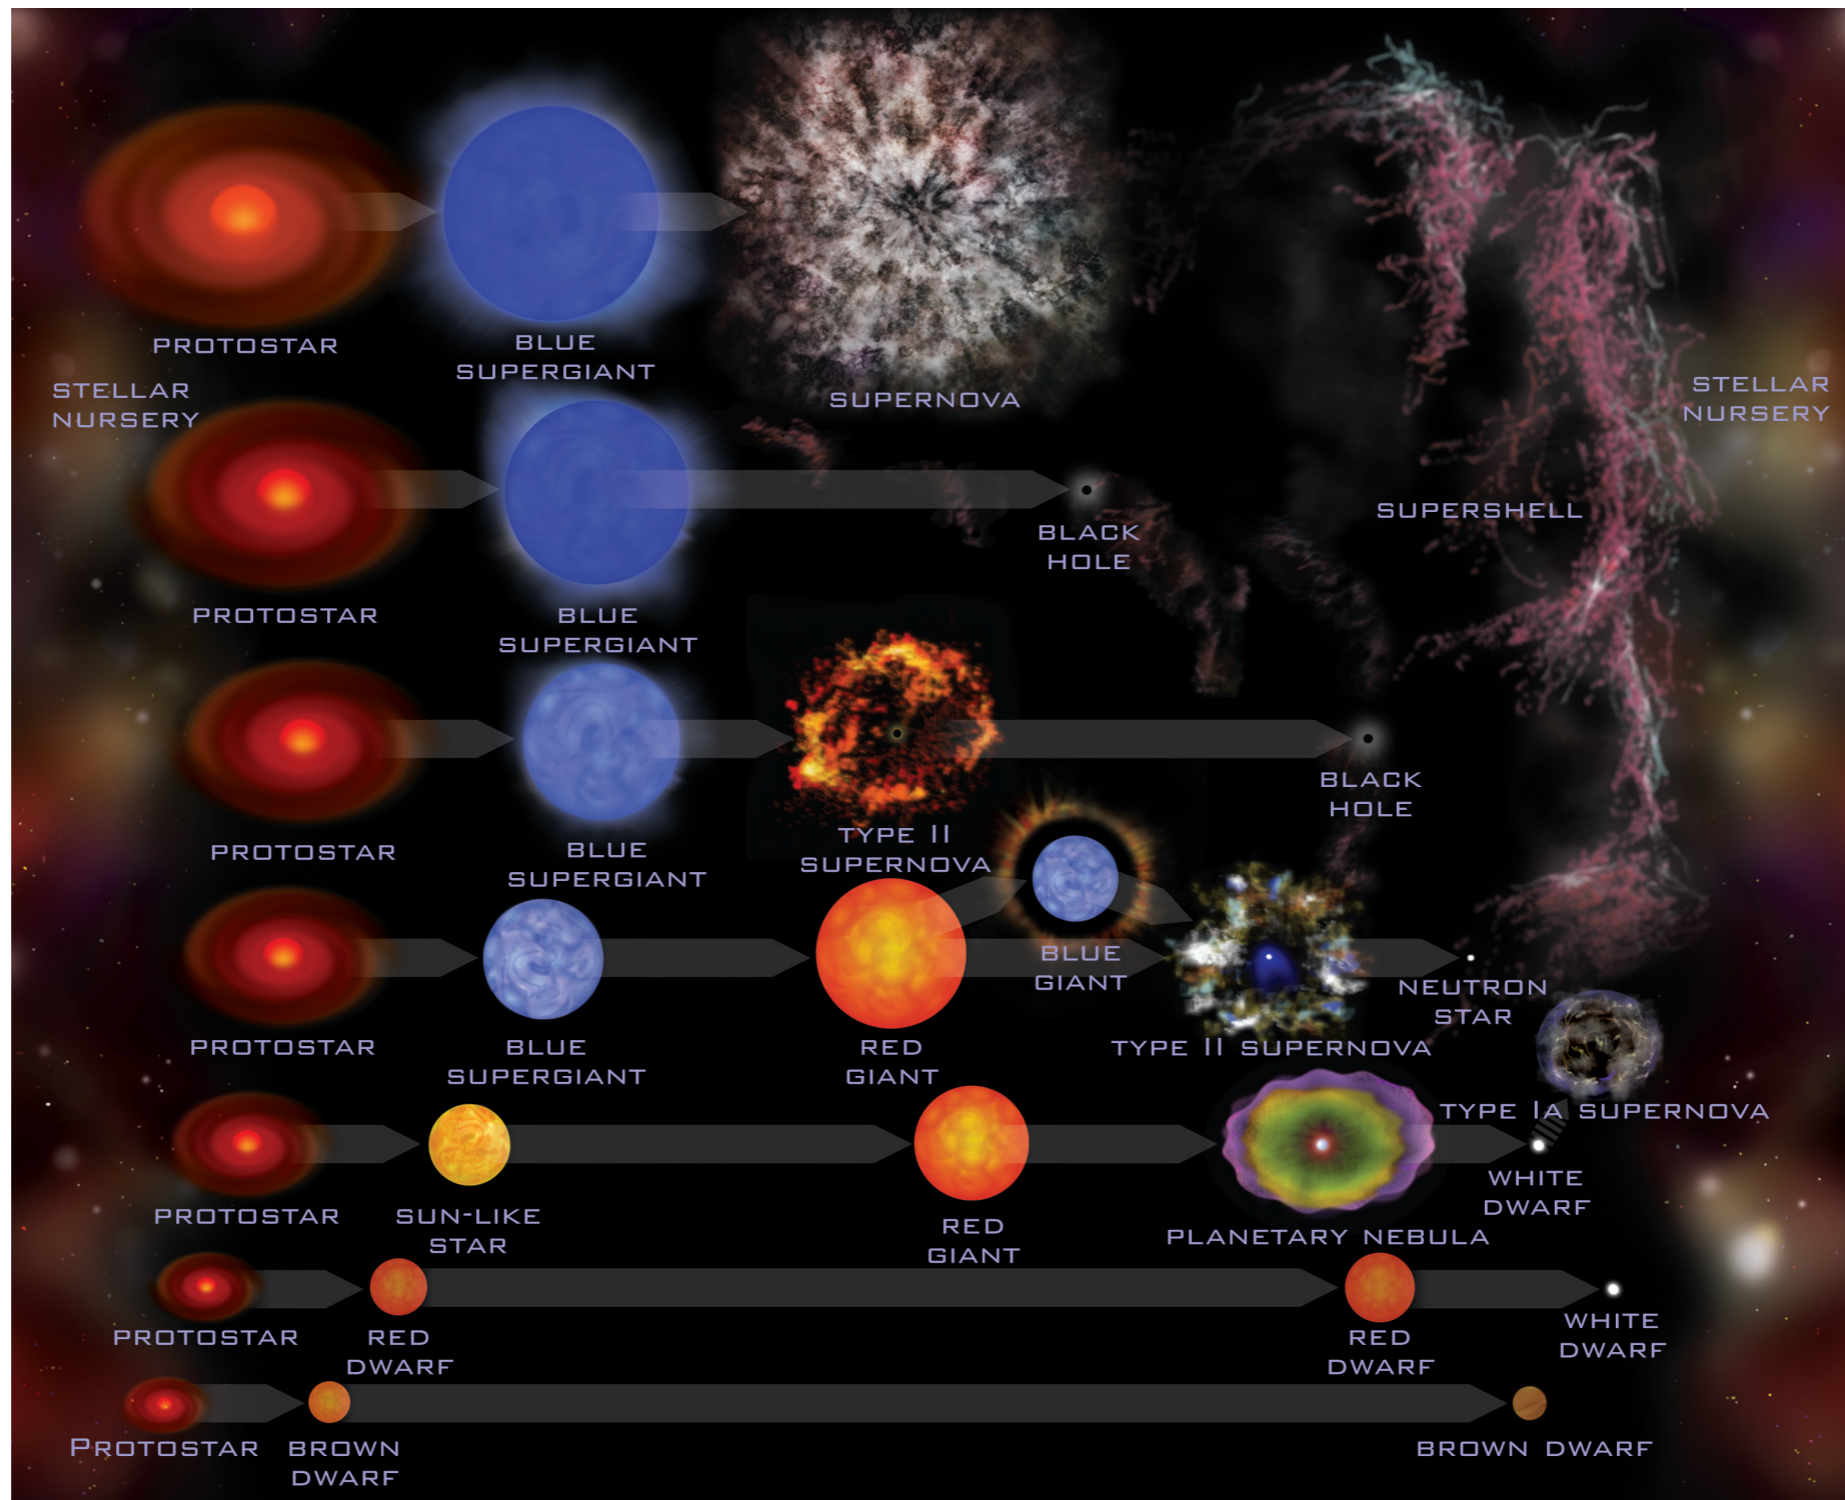 PROTOSTAR
BLUE
SUPERGIANT
SUPERNOVA
STELLAR
NURSERY
STELLAR
NURSERY
PROTOSTAR
BLUE
SUPERGIANT
BLACK
HOLE
SUPERSHELL
PROTOSTAR
BLUE
SUPERGIANT
TYPE II
SUPERNOVA
BLACK
HOLE
PROTOSTAR
BLUE
SUPERGIANT
RED
GIANT
BLUE
GIANT
TYPE II SUPERNOVA
NEUTRON
STAR
PROTOSTAR
SUN-LIKE
STAR
RED
GIANT
PLANETARY NEBULA
WHITE
DWARF
TYPE IA SUPERNOVA
PROTOSTAR
RED
DWARF
RED
DWARF
WHITE
DWARF
PROTOSTAR
BROWN
DWARF
BROWN DWARF